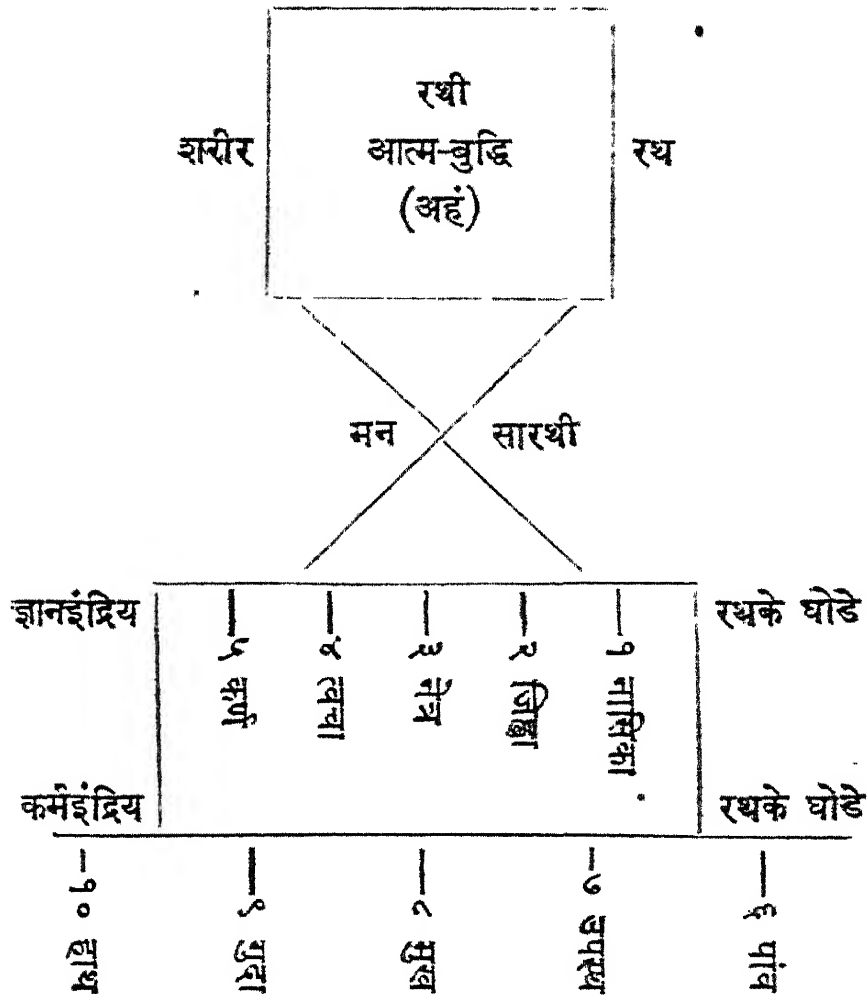 रथी
शरीर
आत्म-बुद्धि
रथ
(अहं)
मन
सारथी
ज्ञानइंद्रिय
रथके घोडे
५ कर्ण
४ त्वचा
३ नेत्र
२ जिह्वा
१ नासिका
कर्मइंद्रिय
रथके घोडे
१० हाथ
९ गुदा
८ मुख
७ उपस्थ
६ पांव